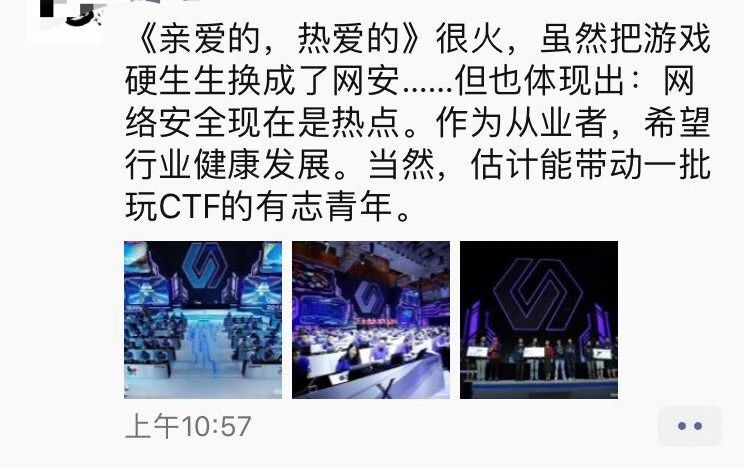 《亲爱的，热爱的》很火，虽然把游戏
硬生生换成了网安……但也体现出：网
络安全现在是热点。作为从业者，希望
行业健康发展。当然，估计能带动一批
玩CTF的有志青年。
上午10:57